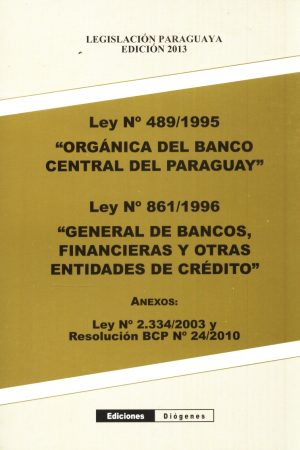 LEGISLACIÓN PARAGUAYA
EDICIÓN 2013
Ley Nº 489/1995
“ORGÁNICA DEL BANCO
CENTRAL DEL PARAGUAY”
Ley Nº 861/1996
“GENERAL DE BANCOS,
FINANCIERAS Y OTRAS
ENTIDADES DE CRÉDITO”
ANEXOS:
Ley Nº 2.334/2003 y
Resolución BCP Nº 24/2010
Ediciones Diógenes